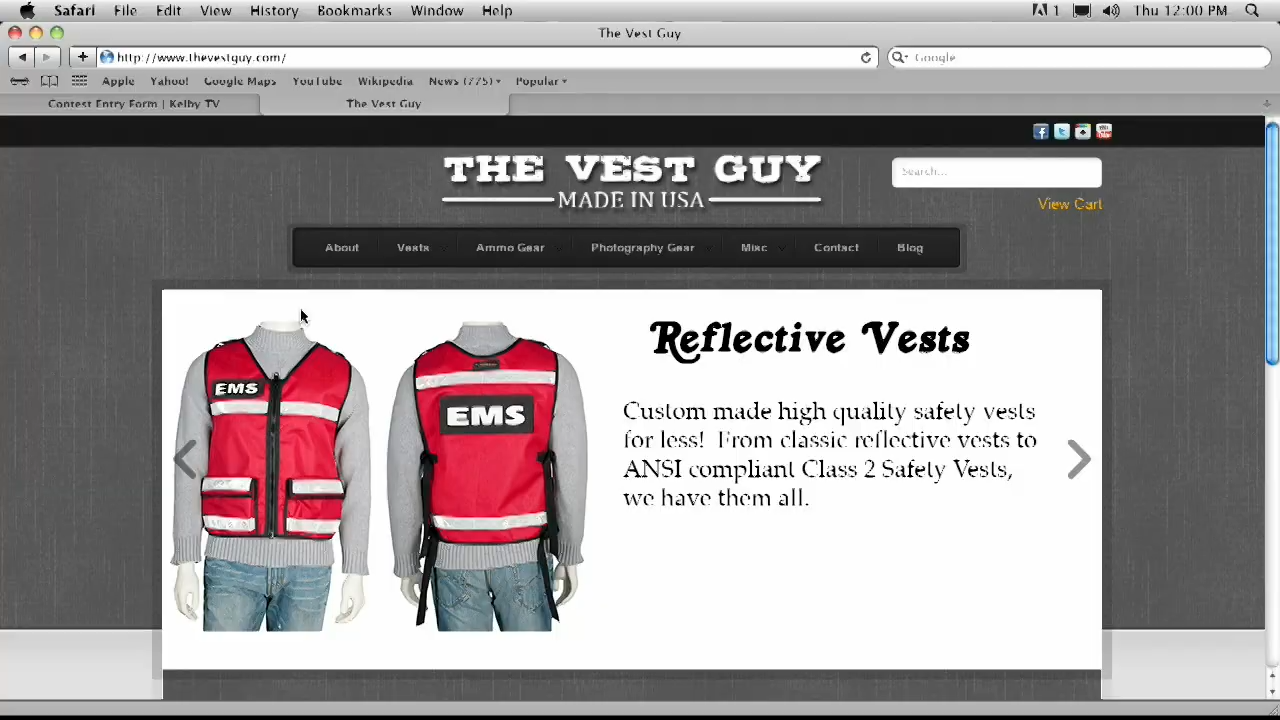 Safari File Edit View History Bookmarks Window Help
1 Thu 12:00 PM
The Vest Guy
http://www.thevestguy.com/
Google
Apple Yahoo! Google Maps YouTube Wikipedia News (775) Popular
Contest Entry Form | Kelby TV
The Vest Guy
THE VEST GUY
MADE IN USA
Search...
View Cart
About Vests Ammo Gear Photography Gear Misc Contact Blog
EMS
EMS
Reflective Vests
Custom made high quality safety vests
for less! From classic reflective vests to
ANSI compliant Class 2 Safety Vests,
we have them all.